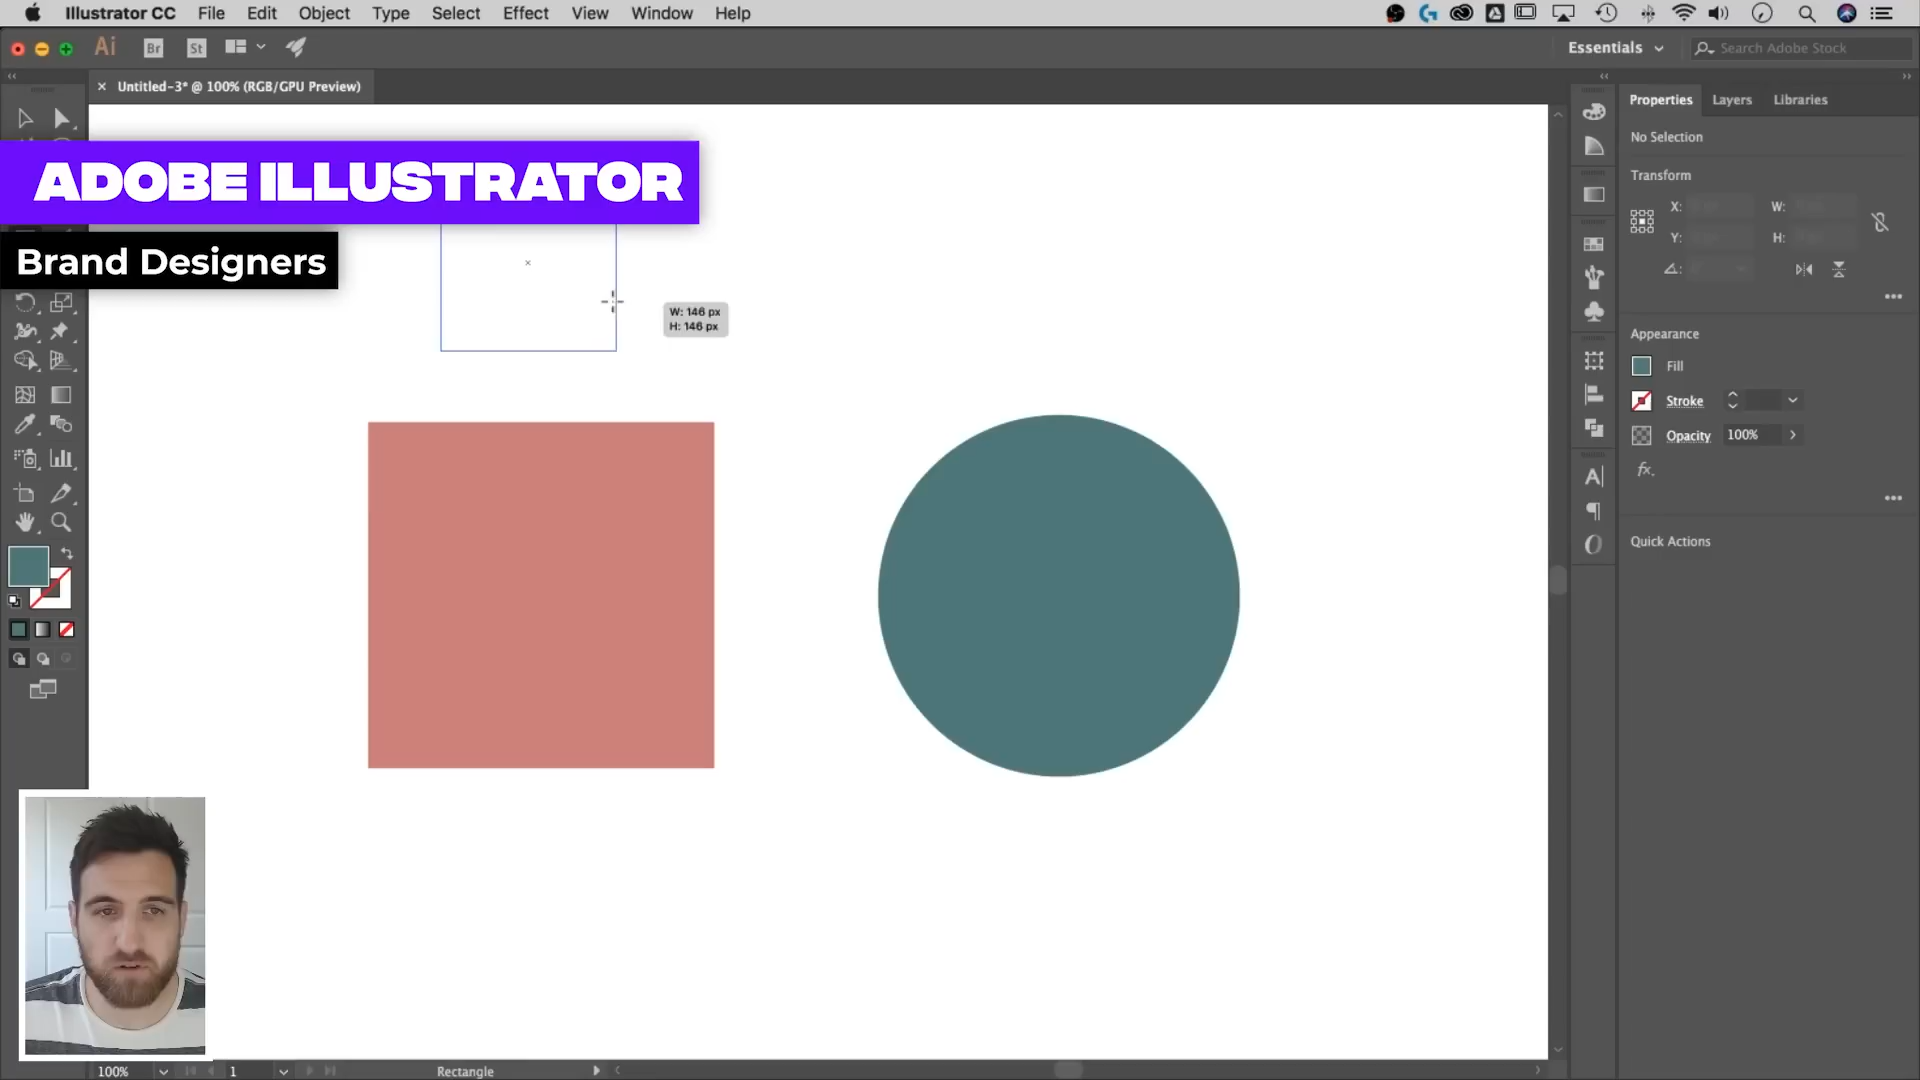 Illustrator CC File Edit Object Type Select Effect View Window Help
Ai Br St Essentials Search Adobe Stock
× Untitled-3* @ 100% (RGB/GPU Preview)
Properties Layers Libraries
No Selection
Transform
X: W:
Y: H:
ADOBE ILLUSTRATOR
Brand Designers
W: 146 px
H: 146 px
Appearance
Fill
Stroke
Opacity 100%
fx.
Quick Actions
100% 1 Rectangle